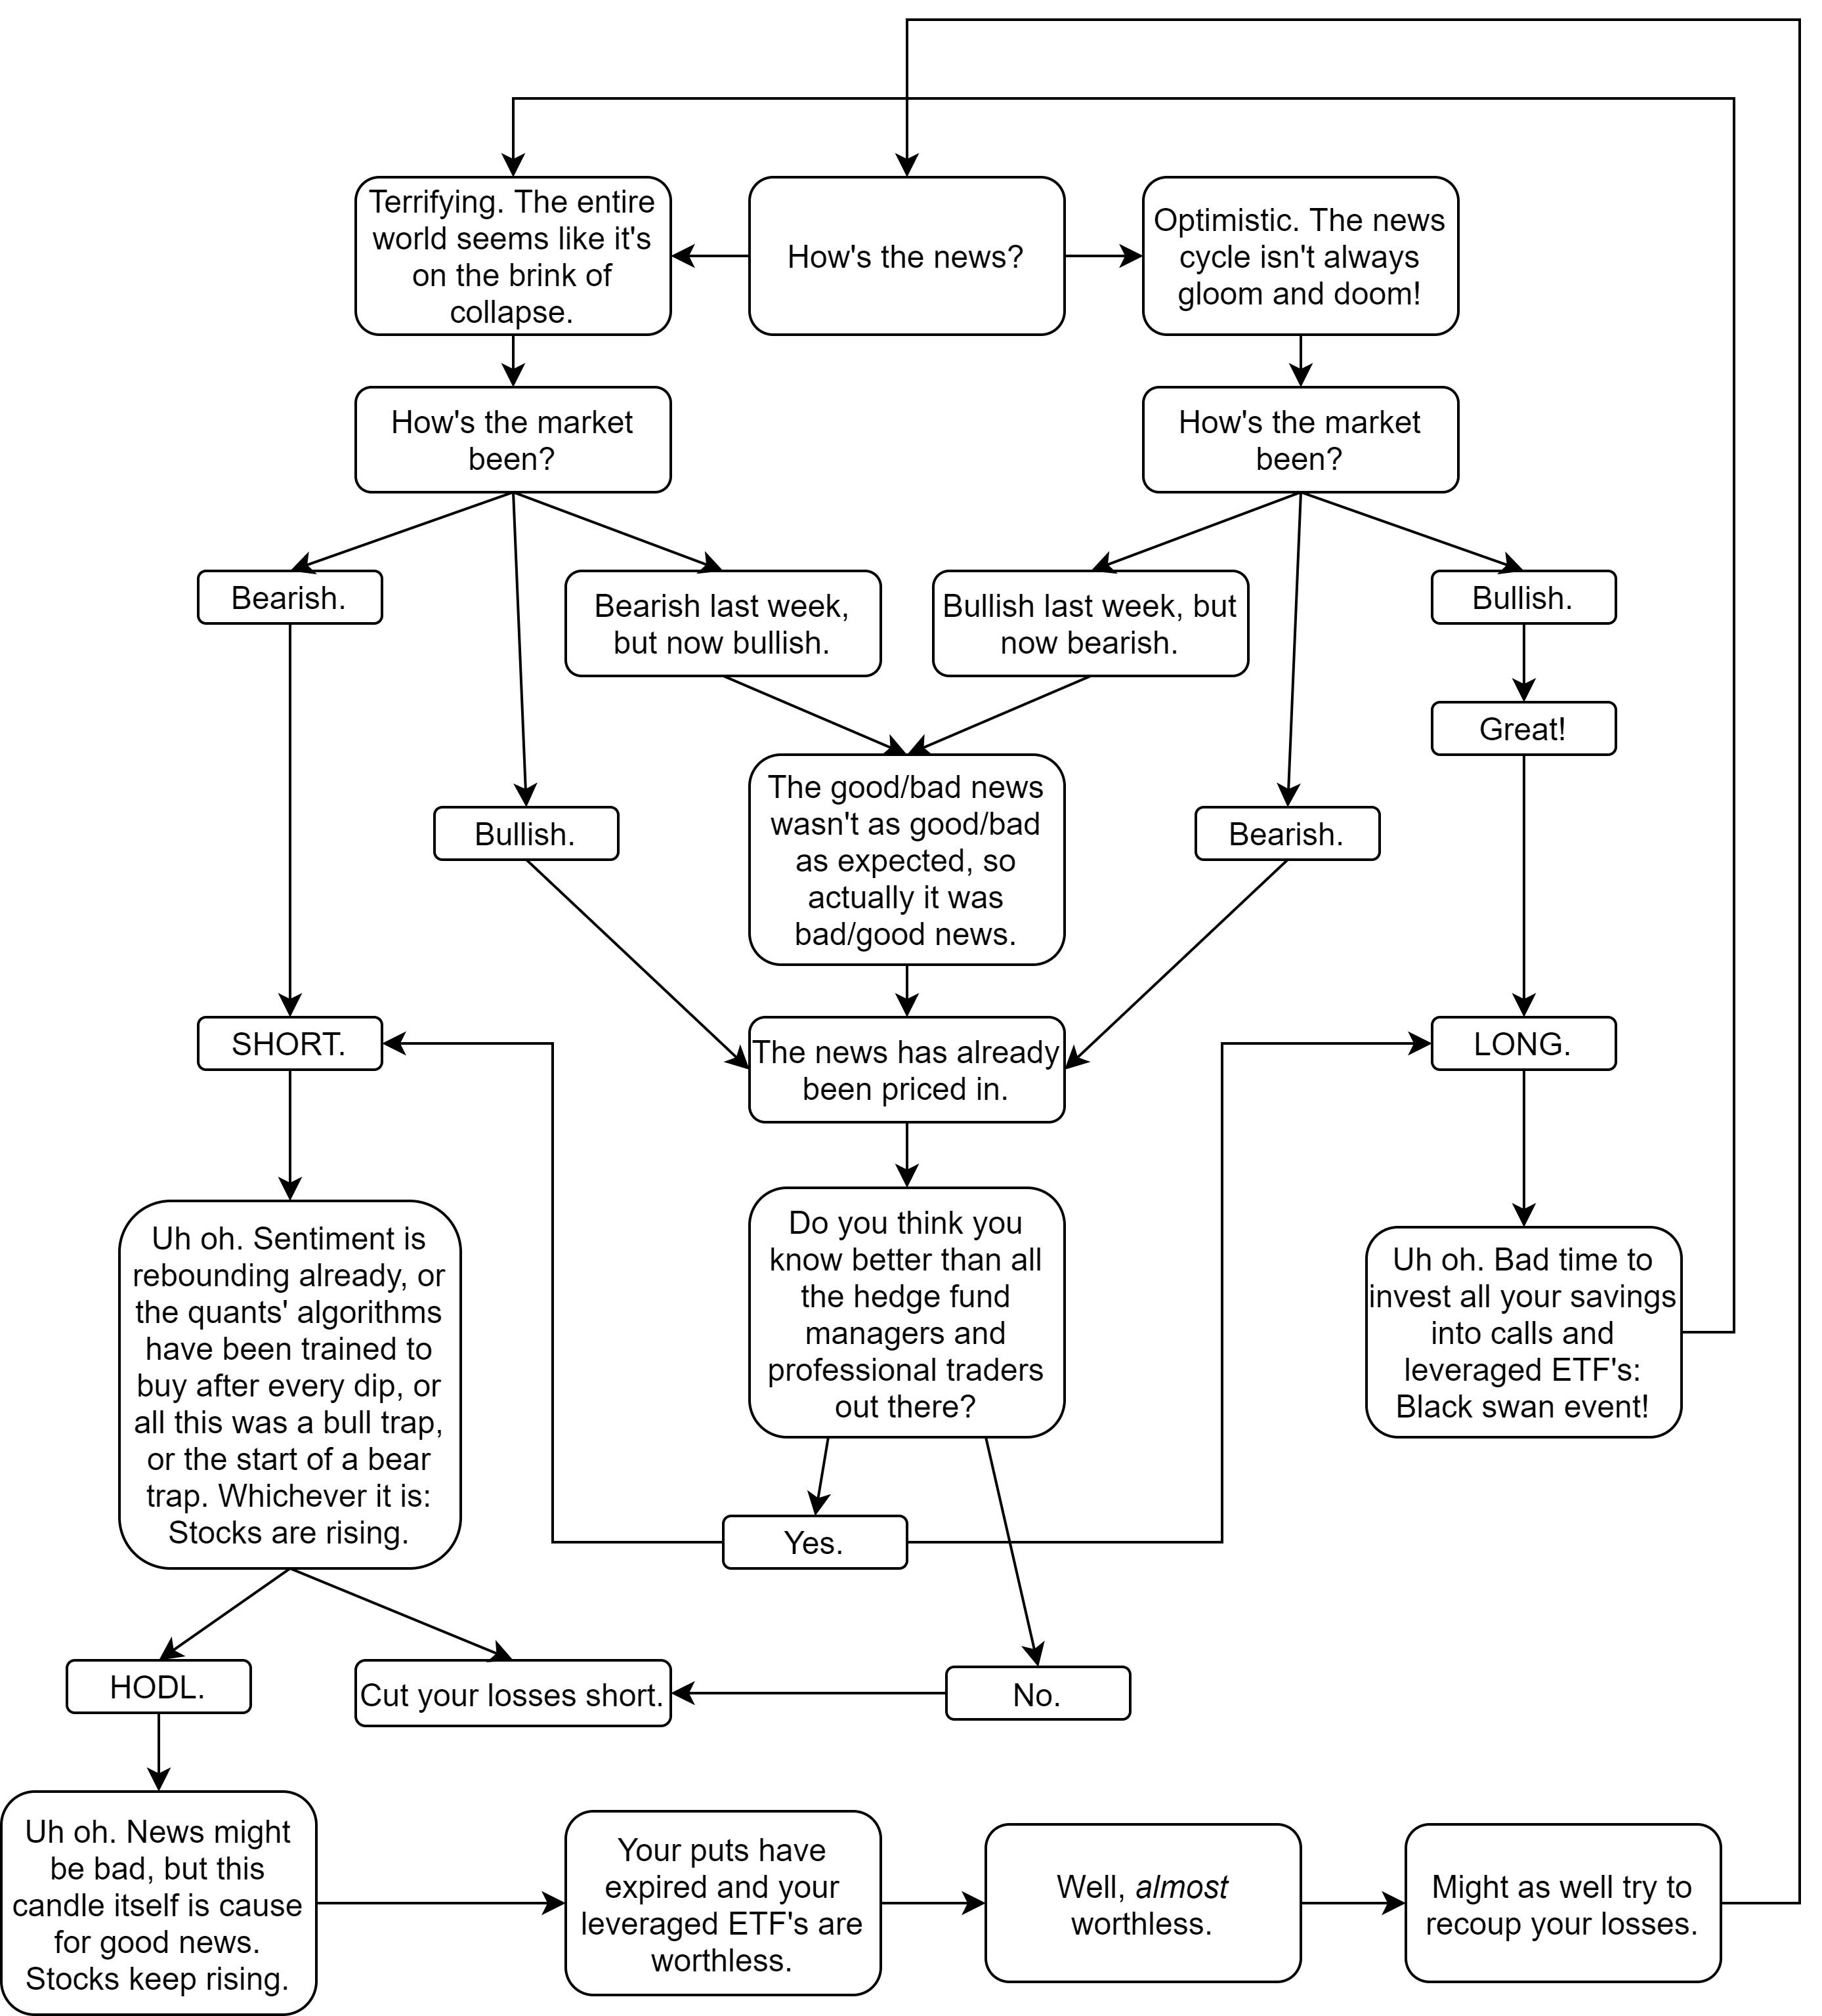 Terrifying. The entire
world seems like it's
on the brink of
collapse.
How's the news?
Optimistic. The news
cycle isn't always
gloom and doom!
How's the market
been?
How's the market
been?
Bearish.
Bearish last week,
but now bullish.
Bullish last week, but
now bearish.
Bullish.
Great!
Bullish.
The good/bad news
wasn't as good/bad
as expected, so
actually it was
bad/good news.
Bearish.
SHORT.
The news has already
been priced in.
LONG.
Uh oh. Sentiment is
rebounding already, or
the quants' algorithms
have been trained to
buy after every dip, or
all this was a bull trap,
or the start of a bear
trap. Whichever it is:
Stocks are rising.
Do you think you
know better than all
the hedge fund
managers and
professional traders
out there?
Uh oh. Bad time to
invest all your savings
into calls and
leveraged ETF's:
Black swan event!
Yes.
HODL.
Cut your losses short.
No.
Uh oh. News might
be bad, but this
candle itself is cause
for good news.
Stocks keep rising.
Your puts have
expired and your
leveraged ETF's are
worthless.
Well, almost
worthless.
Might as well try to
recoup your losses.